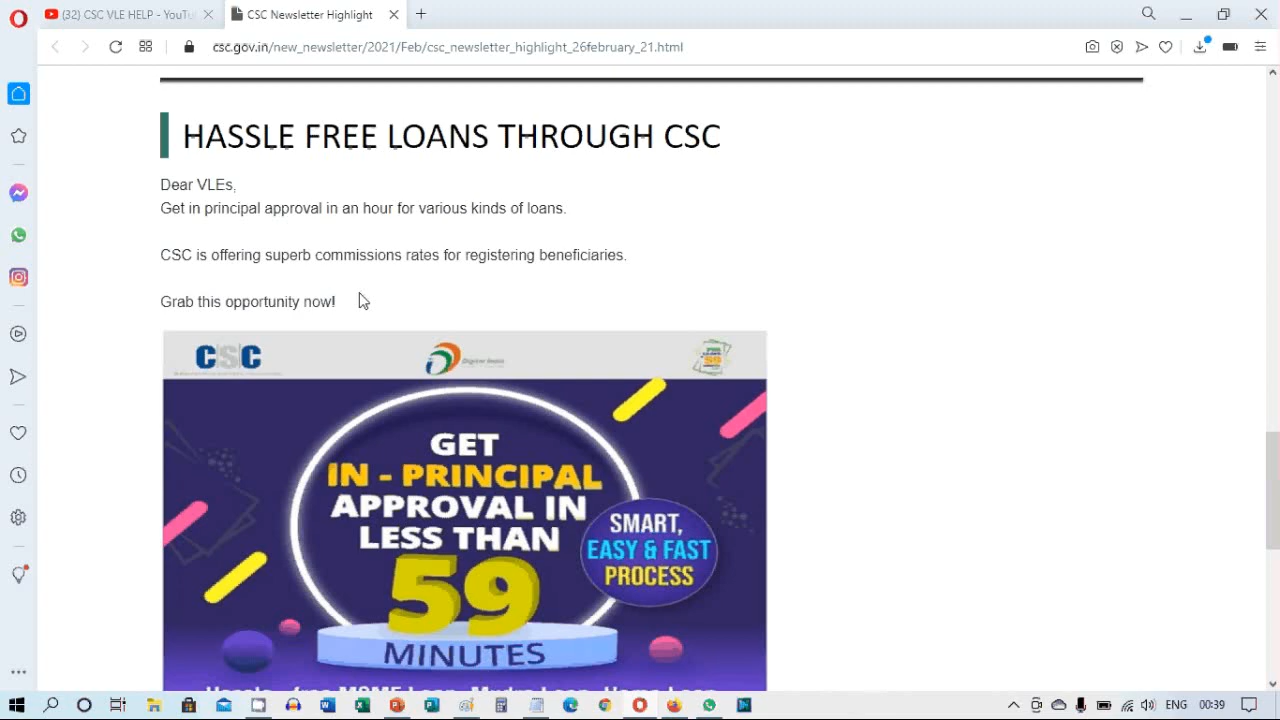 (32) CSC VLE HELP - YouTu
CSC Newsletter Highlight
csc.gov.in/new_newsletter/2021/Feb/csc_newsletter_highlight_26february_21.html
HASSLE FREE LOANS THROUGH CSC
Dear VLEs,
Get in principal approval in an hour for various kinds of loans.
CSC is offering superb commissions rates for registering beneficiaries.
Grab this opportunity now!
CSC
Digital India
GET
IN - PRINCIPAL
APPROVAL IN
LESS THAN
59
MINUTES
SMART,
EASY & FAST
PROCESS
ENG
00:39